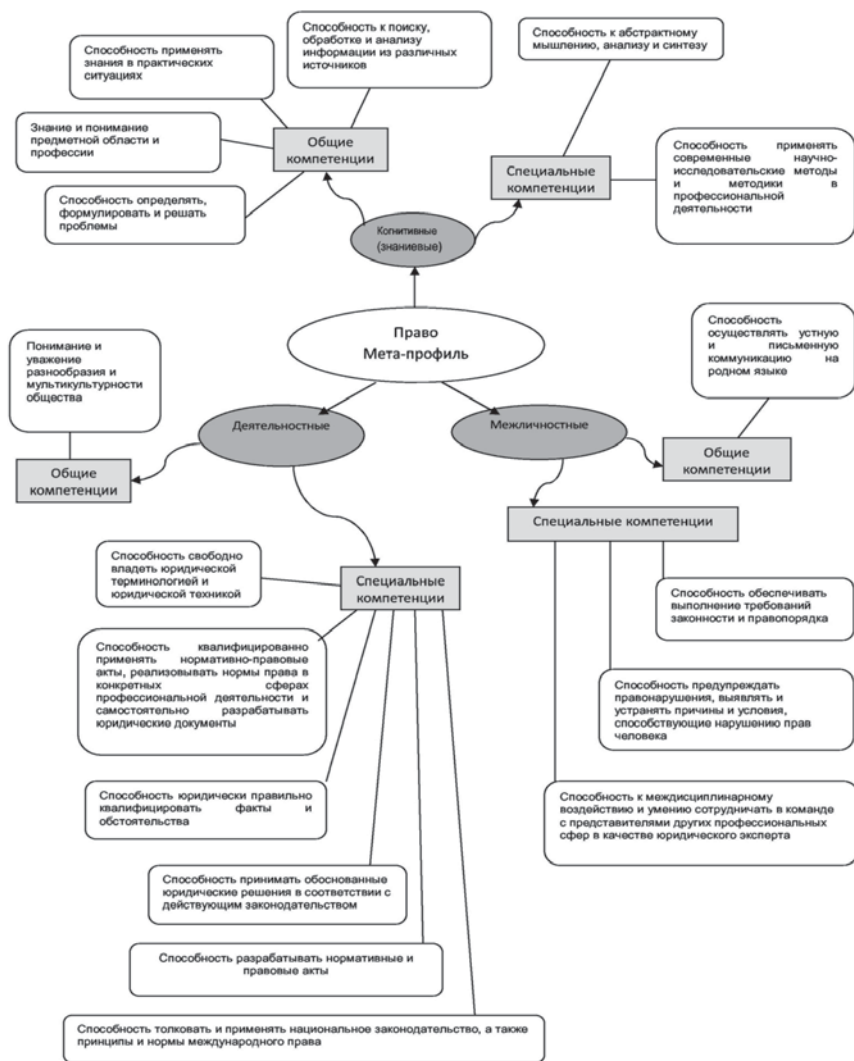 Способность применять
знания в практических
ситуациях
Способность к поиску,
обработке и анализу
информации из различных
источников
Способность к абстрактному
мышлению, анализу и синтезу
Знание и понимание
предметной области и
профессии
Общие
компетенции
Способность определять,
формулировать и решать
проблемы
Специальные
компетенции
Способность применять
современные научно-
исследовательские методы
и методики в
профессиональной
деятельности
Когнитивные
(знаниевые)
Право
Мета-профиль
Понимание и
уважение
разнообразия и
мультикультурности
общества
Способность
осуществлять устную
и письменную
коммуникацию на
родном языке
Деятельностные
Межличностные
Общие
компетенции
Общие
компетенции
Специальные компетенции
Способность свободно
владеть юридической
терминологией и
юридической техникой
Специальные
компетенции
Способность обеспечивать
выполнение требований
законности и правопорядка
Способность квалифицированно
применять нормативно-правовые
акты, реализовывать нормы права в
конкретных сферах
профессиональной деятельности и
самостоятельно разрабатывать
юридические документы
Способность предупреждать
правонарушения, выявлять и
устранять причины и условия,
способствующие нарушению прав
человека
Способность юридически правильно
квалифицировать факты и
обстоятельства
Способность к междисциплинарному
воздействию и умению сотрудничать в команде
с представителями других профессиональных
сфер в качестве юридического эксперта
Способность принимать обоснованные
юридические решения в соответствии с
действующим законодательством
Способность разрабатывать нормативные и
правовые акты
Способность толковать и применять национальное законодательство, а также
принципы и нормы международного права